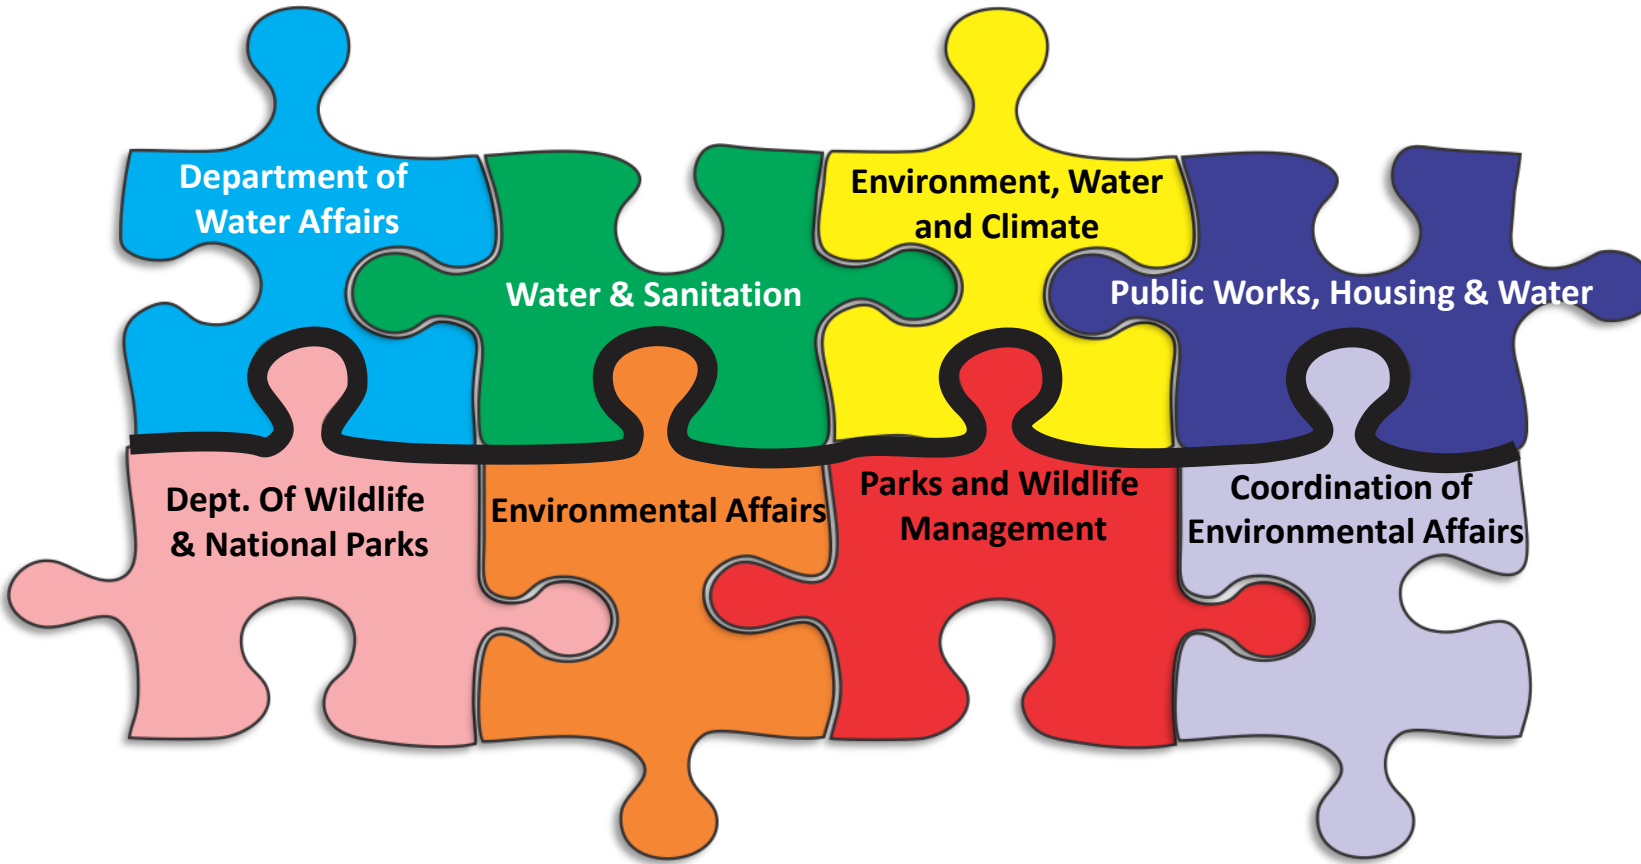 Department of
Water Affairs
Water & Sanitation
Environment, Water
and Climate
Public Works, Housing & Water
Dept. Of Wildlife
& National Parks
Environmental Affairs
Parks and Wildlife
Management
Coordination of
Environmental Affairs